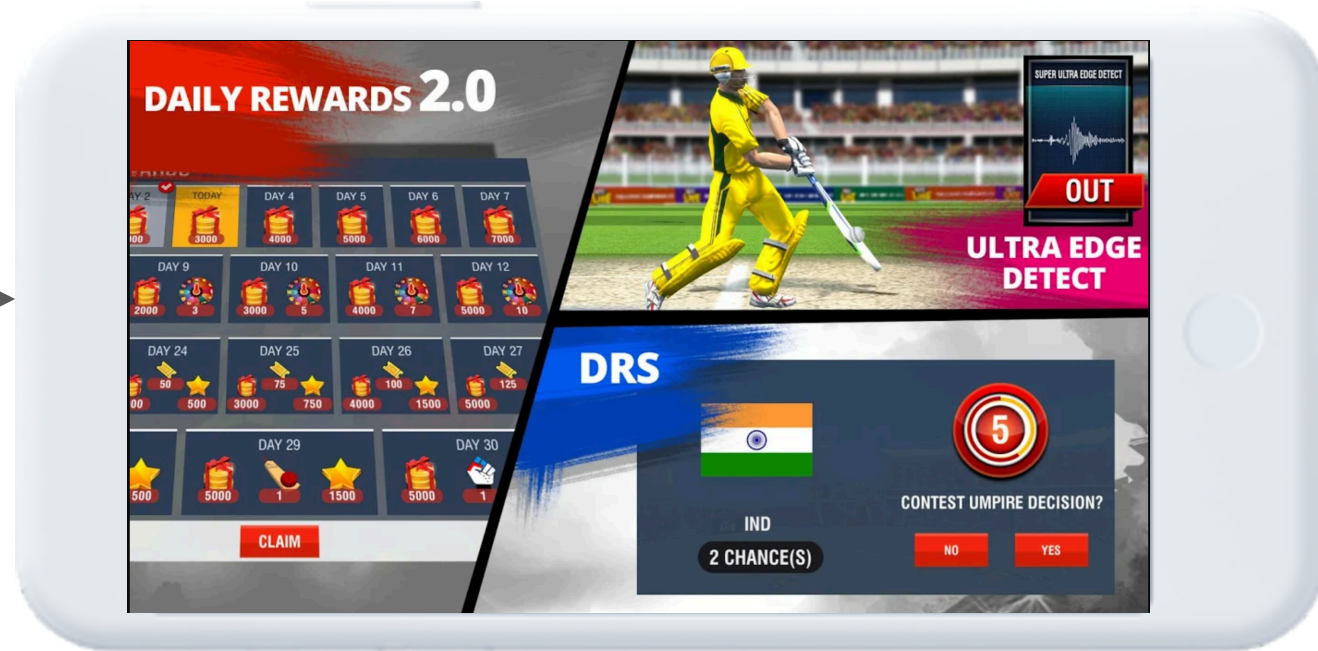 DAILY REWARDS 2.0
TODAY
DAY 4
DAY 5
DAY 6
DAY 7
3000
4000
5000
6000
7000
DAY 9
DAY 10
DAY 11
DAY 12
2000
3
3000
5
4000
7
5000
10
DAY 24
DAY 25
DAY 26
DAY 27
50
75
100
125
500
3000
750
4000
1500
5000
DAY 29
DAY 30
500
5000
1
1500
5000
1
CLAIM
SUPER ULTRA EDGE DETECT
OUT
ULTRA EDGE
DETECT
DRS
5
CONTEST UMPIRE DECISION?
IND
2 CHANCE(S)
NO
YES